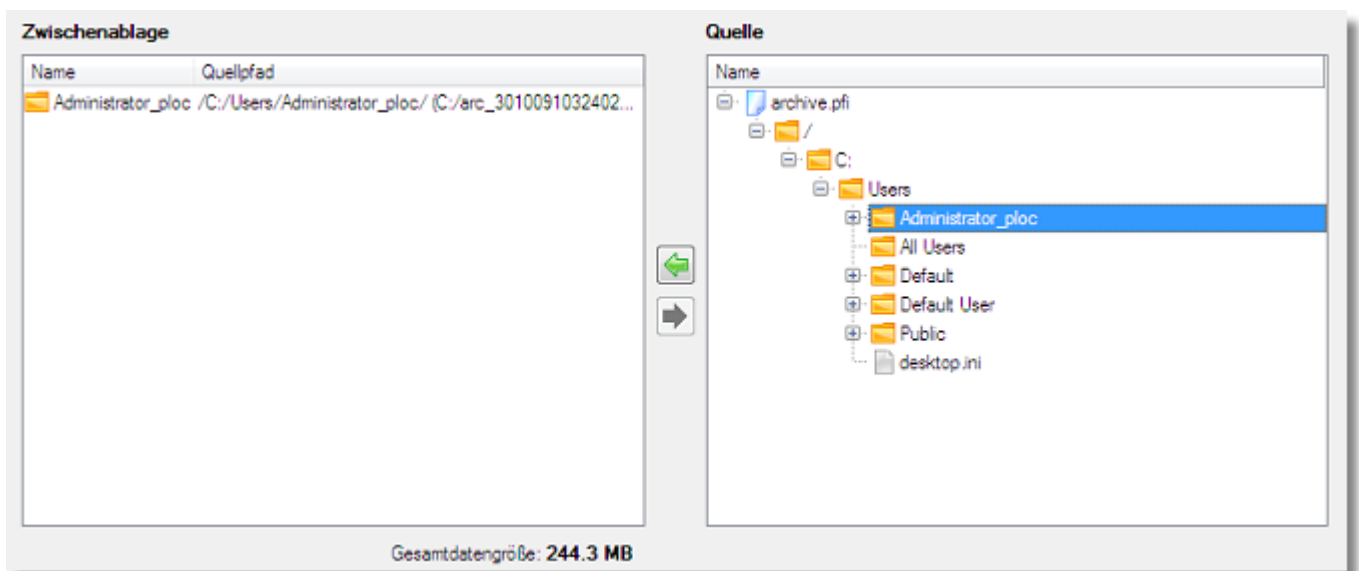 Zwischenablage
Name Quellpfad
Administrator_ploc /C:/Users/Administrator_ploc/ (C:/arc_3010091032402...
Gesamtdatengröße: 244.3 MB
Quelle
Name
archive.pfi
/
C:
Users
Administrator_ploc
All Users
Default
Default User
Public
desktop.ini